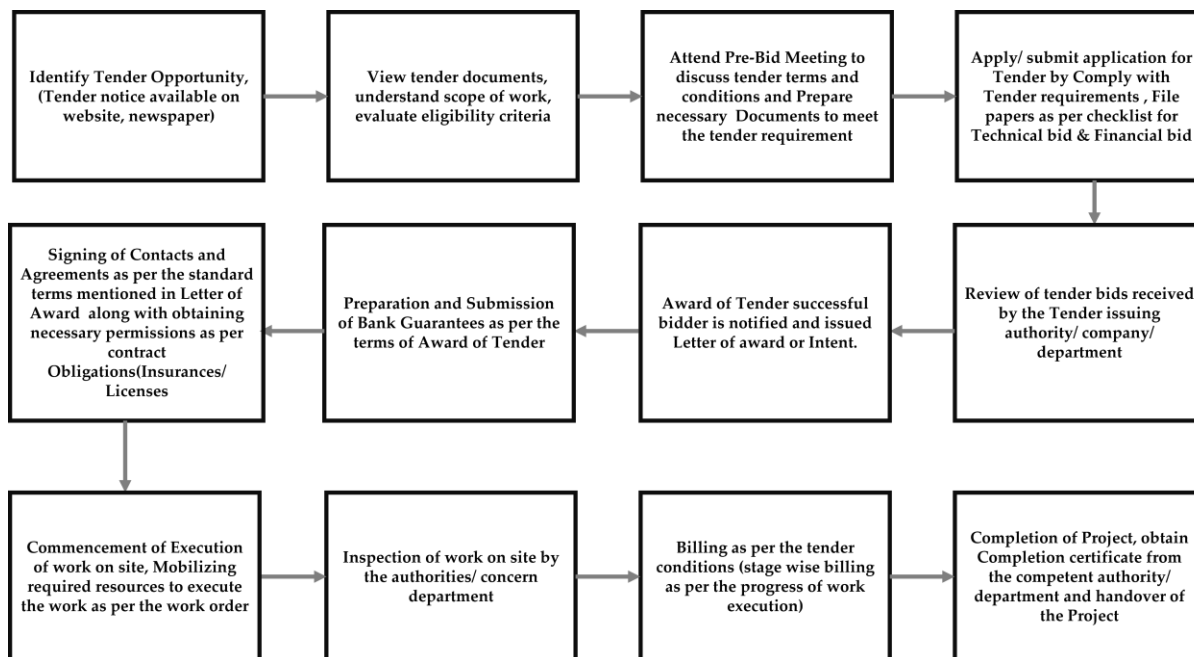 Identify Tender Opportunity,
(Tender notice available on
website, newspaper)
View tender documents,
understand scope of work,
evaluate eligibility criteria
Attend Pre-Bid Meeting to
discuss tender terms and
conditions and Prepare
necessary Documents to meet
the tender requirement
Apply/ submit application for
Tender by Comply with
Tender requirements , File
papers as per checklist for
Technical bid & Financial bid
Review of tender bids received
by the Tender issuing
authority/ company/
department
Award of Tender successful
bidder is notified and issued
Letter of award or Intent.
Preparation and Submission
of Bank Guarantees as per the
terms of Award of Tender
Signing of Contacts and
Agreements as per the standard
terms mentioned in Letter of
Award along with obtaining
necessary permissions as per
contract
Obligations(Insurances/
Licenses
Commencement of Execution
of work on site, Mobilizing
required resources to execute
the work as per the work order
Inspection of work on site by
the authorities/ concern
department
Billing as per the tender
conditions (stage wise billing
as per the progress of work
execution)
Completion of Project, obtain
Completion certificate from
the competent authority/
department and handover of
the Project